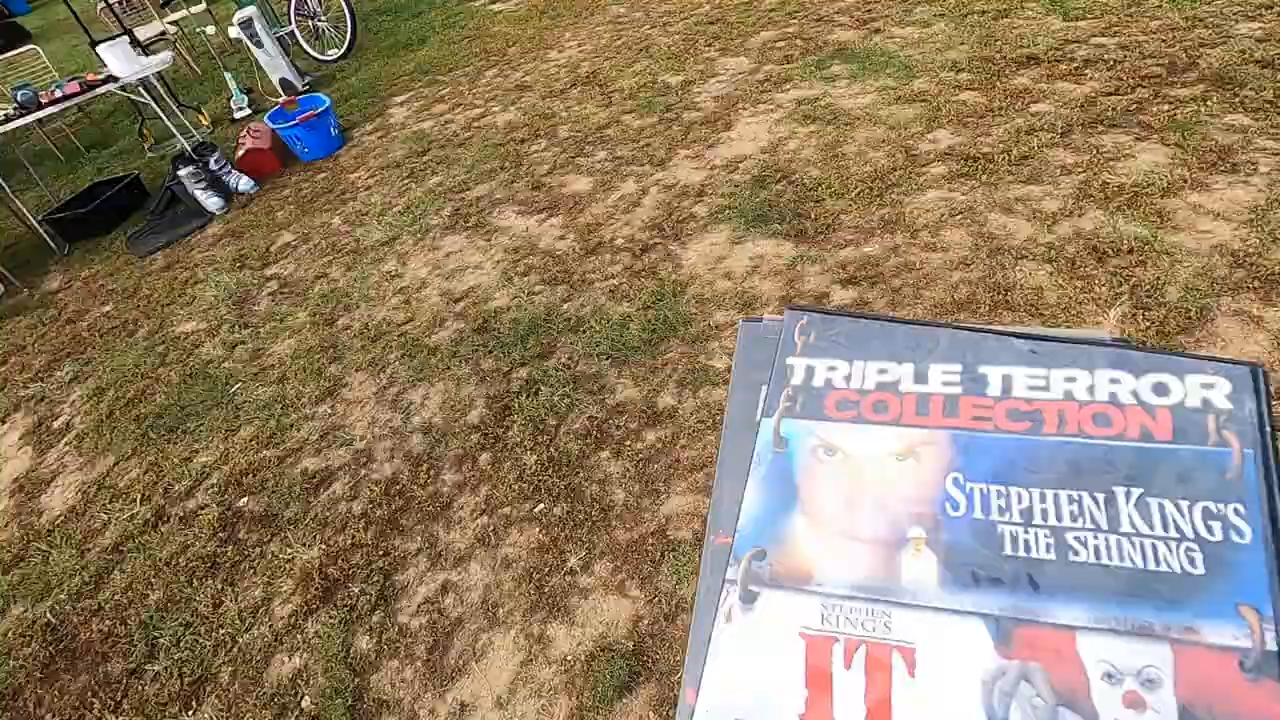 TRIPLE TERROR
COLLECTION
STEPHEN KING'S
THE SHINING
STEPHEN
KING'S
IT